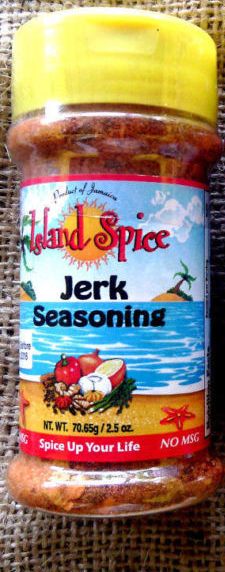 Product of Jamaica
Island Spice
Jerk
Seasoning
NT. WT. 70.65g / 2.5 oz.
Spice Up Your Life
NO MSG